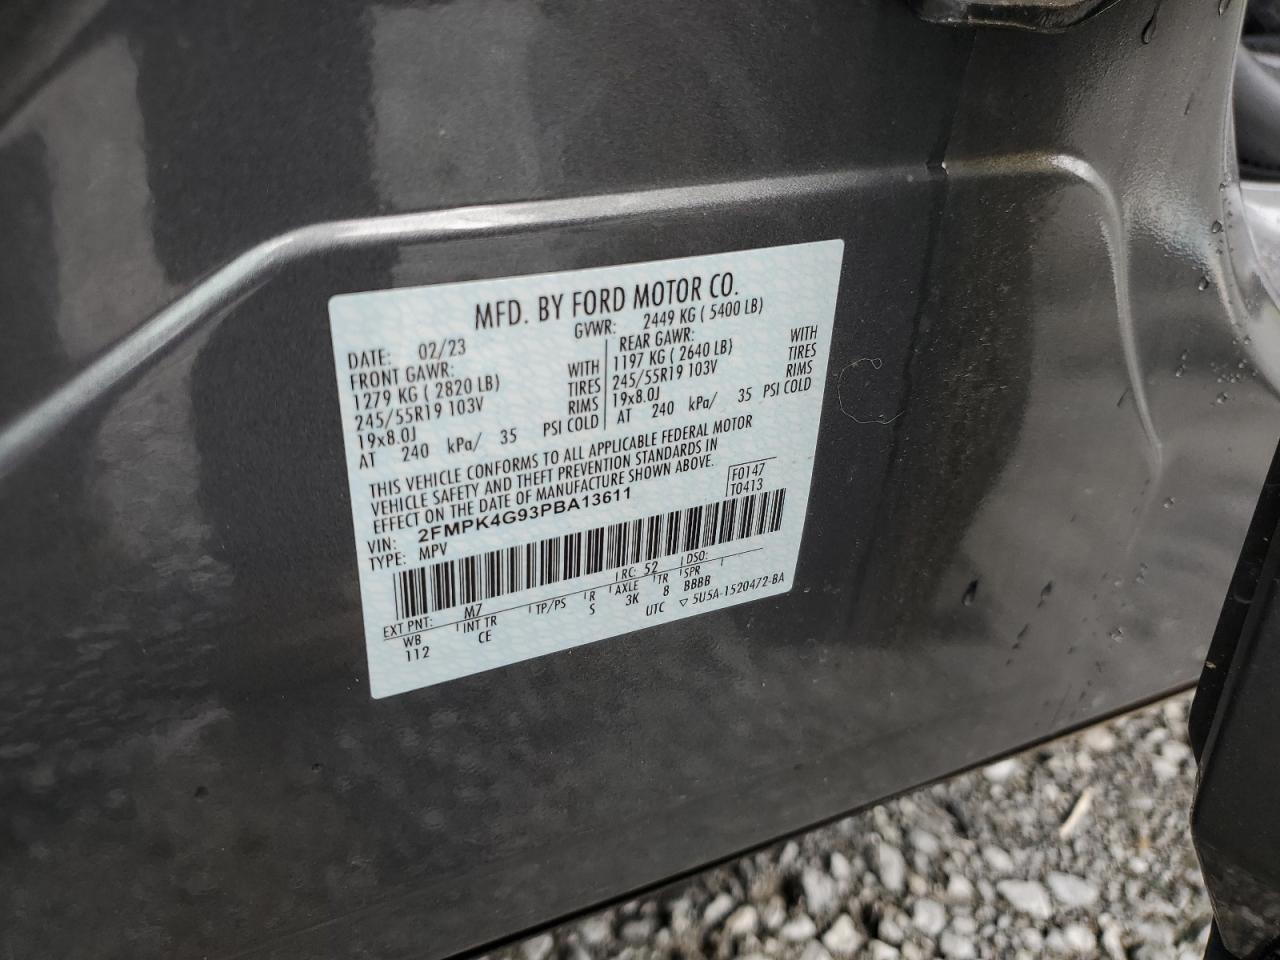 MFD. BY FORD MOTOR CO.
DATE: 02/23
GVWR: 2449 KG ( 5400 LB)
FRONT GAWR:
1279 KG ( 2820 LB) WITH
245/55R19 103V TIRES
19x8.0J RIMS
AT 240 kPa/ 35 PSI COLD
REAR GAWR:
1197 KG ( 2640 LB) WITH
245/55R19 103V TIRES
19x8.0J RIMS
AT 240 kPa/ 35 PSI COLD
THIS VEHICLE CONFORMS TO ALL APPLICABLE FEDERAL MOTOR
VEHICLE SAFETY AND THEFT PREVENTION STANDARDS IN
EFFECT ON THE DATE OF MANUFACTURE SHOWN ABOVE.
VIN: 2FMPK4G93PBA13611
TYPE: MPV
F0147
T0413
EXT PNT: M7 RC: 52 DSO:
WB INT TR TP/PS R AXLE TR SPR
112 CE S 3K 8 BBBB
UTC ▽ 5U5A-1520472-BA